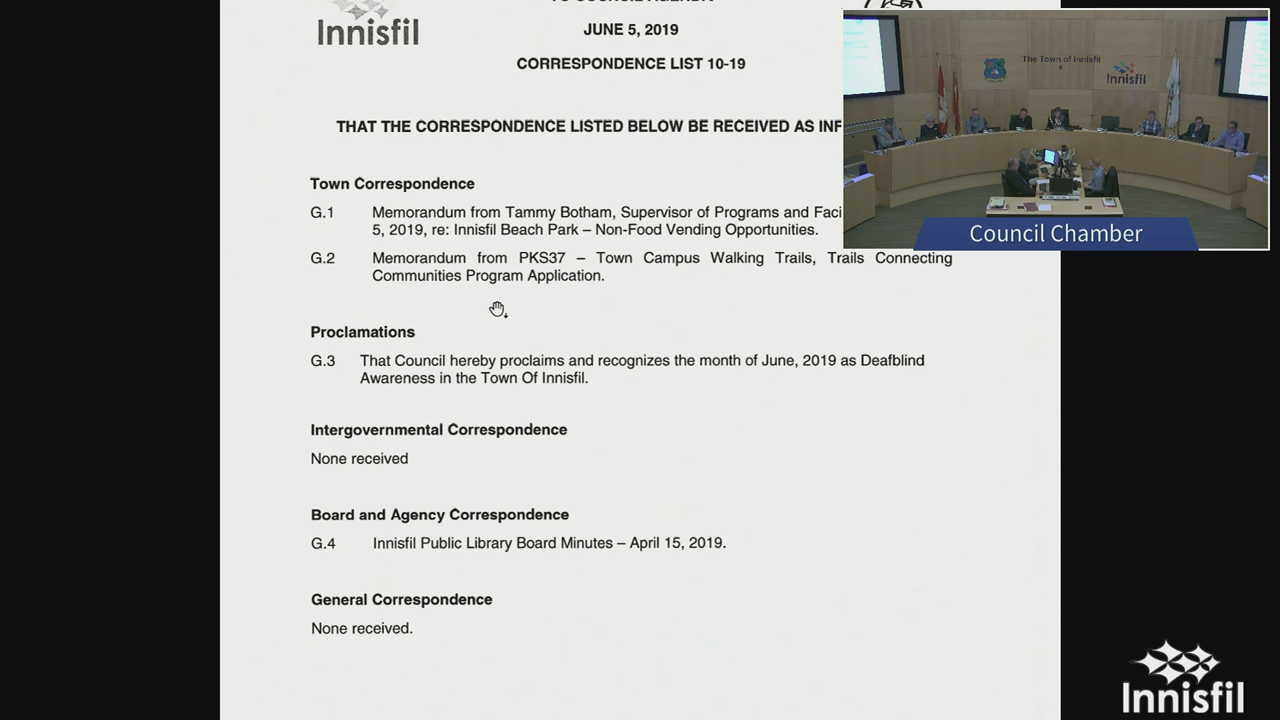 TO COUNCIL AGENDA
Innisfil
JUNE 5, 2019
CORRESPONDENCE LIST 10-19
THAT THE CORRESPONDENCE LISTED BELOW BE RECEIVED AS INF
Town Correspondence
G.1 Memorandum from Tammy Botham, Supervisor of Programs and Faci
5, 2019, re: Innisfil Beach Park – Non-Food Vending Opportunities.
G.2 Memorandum from PKS37 – Town Campus Walking Trails, Trails Connecting
Communities Program Application.
Proclamations
G.3 That Council hereby proclaims and recognizes the month of June, 2019 as Deafblind
Awareness in the Town Of Innisfil.
Intergovernmental Correspondence
None received
Board and Agency Correspondence
G.4 Innisfil Public Library Board Minutes – April 15, 2019.
General Correspondence
None received.
The Town of Innisfil
Innisfil
Council Chamber
Innisfil